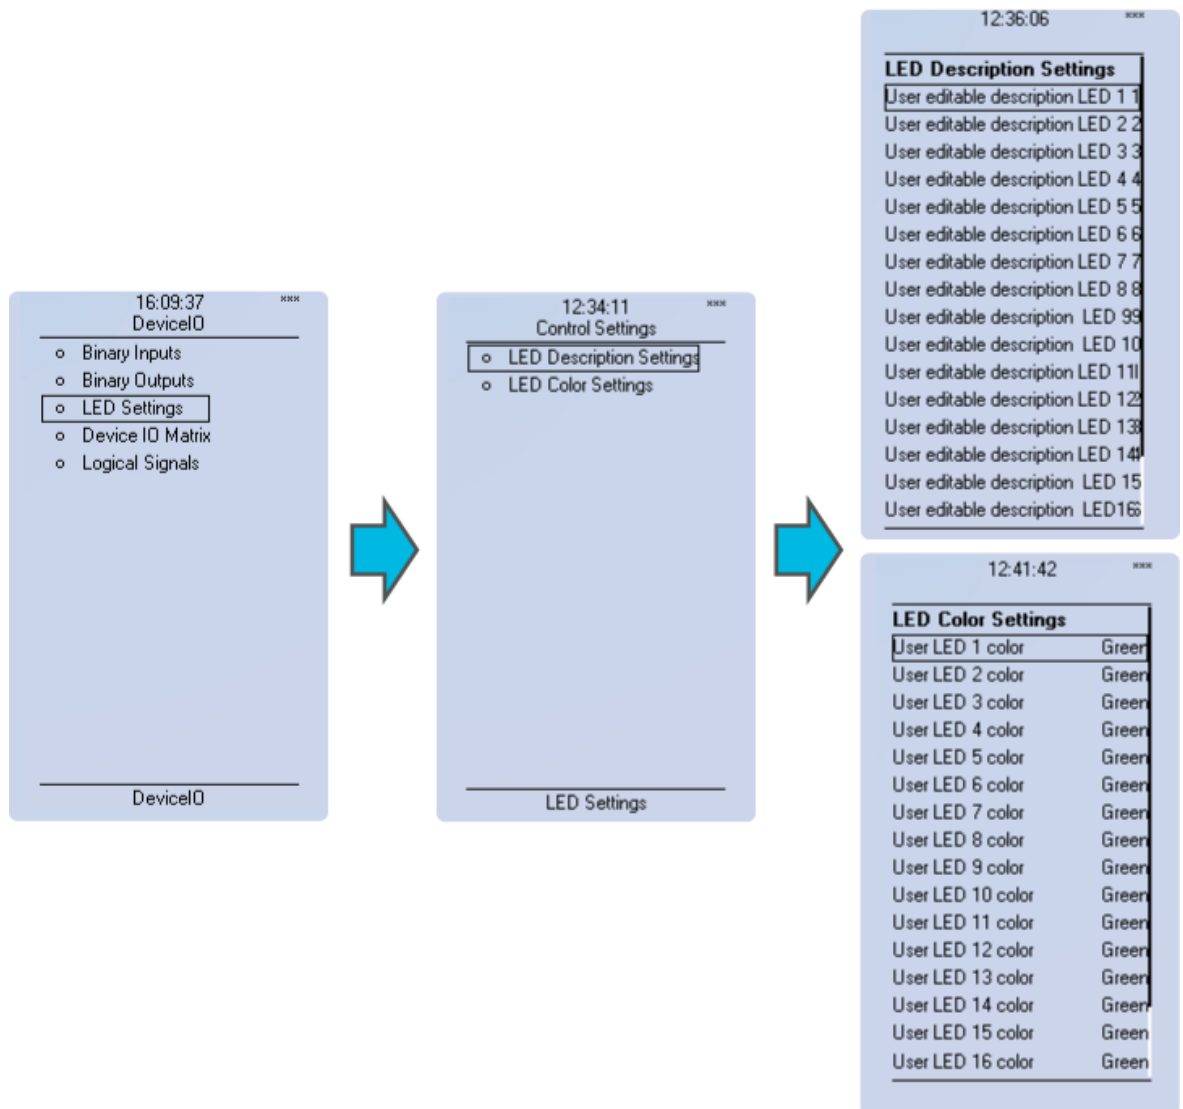 16:09:37 xxx
DeviceIO
Binary Inputs
Binary Outputs
LED Settings
Device IO Matrix
Logical Signals
DeviceIO
12:34:11 xxx
Control Settings
LED Description Settings
LED Color Settings
LED Settings
12:36:06 xxx
LED Description Settings
User editable description LED 1 1
User editable description LED 2 2
User editable description LED 3 3
User editable description LED 4 4
User editable description LED 5 5
User editable description LED 6 6
User editable description LED 7 7
User editable description LED 8 8
User editable description LED 99
User editable description LED 10
User editable description LED 11
User editable description LED 12
User editable description LED 13
User editable description LED 14
User editable description LED 15
User editable description LED16
12:41:42 xxx
LED Color Settings
User LED 1 color Green
User LED 2 color Green
User LED 3 color Green
User LED 4 color Green
User LED 5 color Green
User LED 6 color Green
User LED 7 color Green
User LED 8 color Green
User LED 9 color Green
User LED 10 color Green
User LED 11 color Green
User LED 12 color Green
User LED 13 color Green
User LED 14 color Green
User LED 15 color Green
User LED 16 color Green